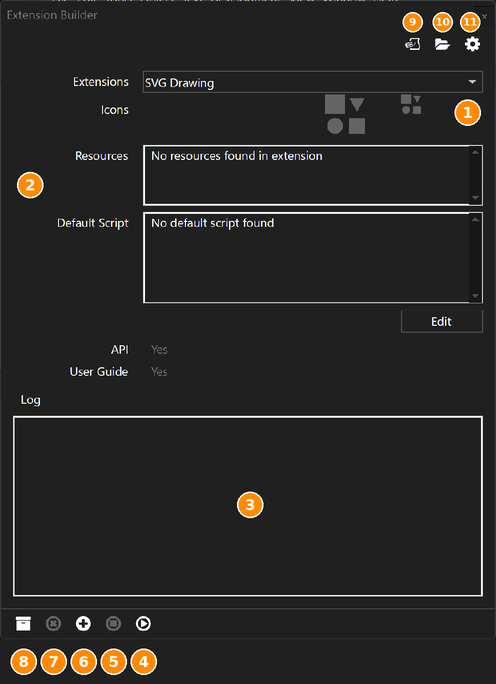 Extension Builder
9 10 11
Extensions SVG Drawing
Icons
1
Resources No resources found in extension
2
Default Script No default script found
Edit
API Yes
User Guide Yes
Log
3
8 7 6 5 4